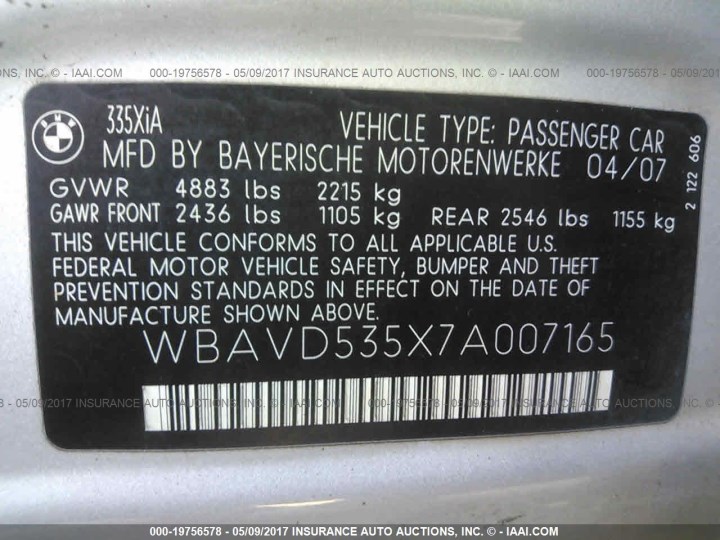 000-19756578 - 05/09/2017 INSURANCE AUTO AUCTIONS, INC. © - IAAI.COM
BMW
335XiA
VEHICLE TYPE: PASSENGER CAR
MFD BY BAYERISCHE MOTORENWERKE 04/07
GVWR 4883 lbs 2215 kg
GAWR FRONT 2436 lbs 1105 kg REAR 2546 lbs 1155 kg
2 122 606
THIS VEHICLE CONFORMS TO ALL APPLICABLE U.S.
FEDERAL MOTOR VEHICLE SAFETY, BUMPER AND THEFT
PREVENTION STANDARDS IN EFFECT ON THE DATE OF
MANUFACTURE SHOWN ABOVE.
WBAVD535X7A007165
000-19756578 - 05/09/2017 INSURANCE AUTO AUCTIONS, INC. © - IAAI.COM
000-19756578 - 05/09/2017 INSURANCE AUTO AUCTIONS, INC. © - IAAI.COM